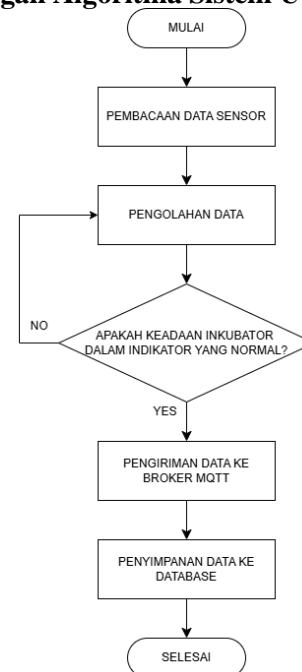 Algoritma Sistem
MULAI
PEMBACAAN DATA SENSOR
PENGOLAHAN DATA
NO
APAKAH KEADAAN INKUBATOR
DALAM INDIKATOR YANG NORMAL?
YES
PENGIRIMAN DATA KE
BROKER MQTT
PENYIMPANAN DATA KE
DATABASE
SELESAI